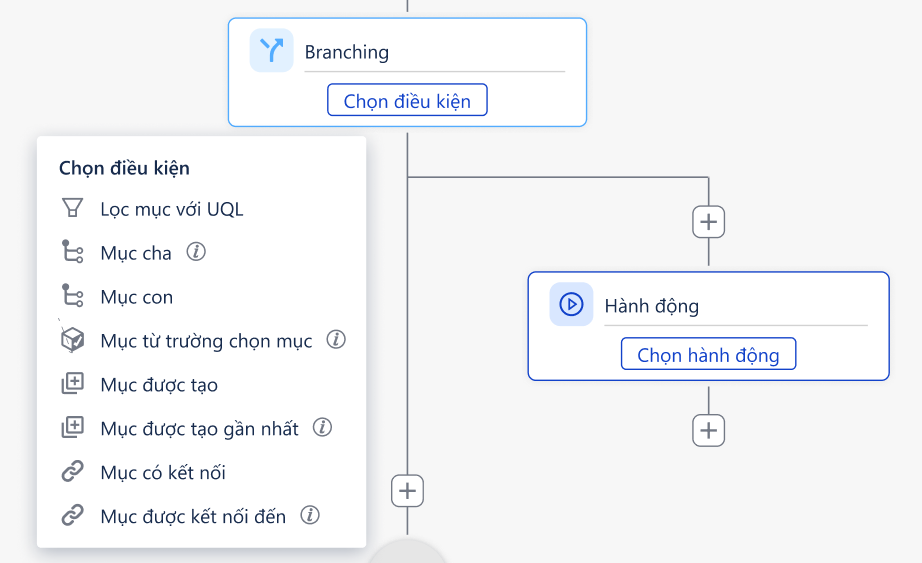 Branching
Chọn điều kiện
Chọn điều kiện
Lọc mục với UQL
Mục cha
Mục con
Mục từ trường chọn mục
Mục được tạo
Mục được tạo gần nhất
Mục có kết nối
Mục được kết nối đến
Hành động
Chọn hành động